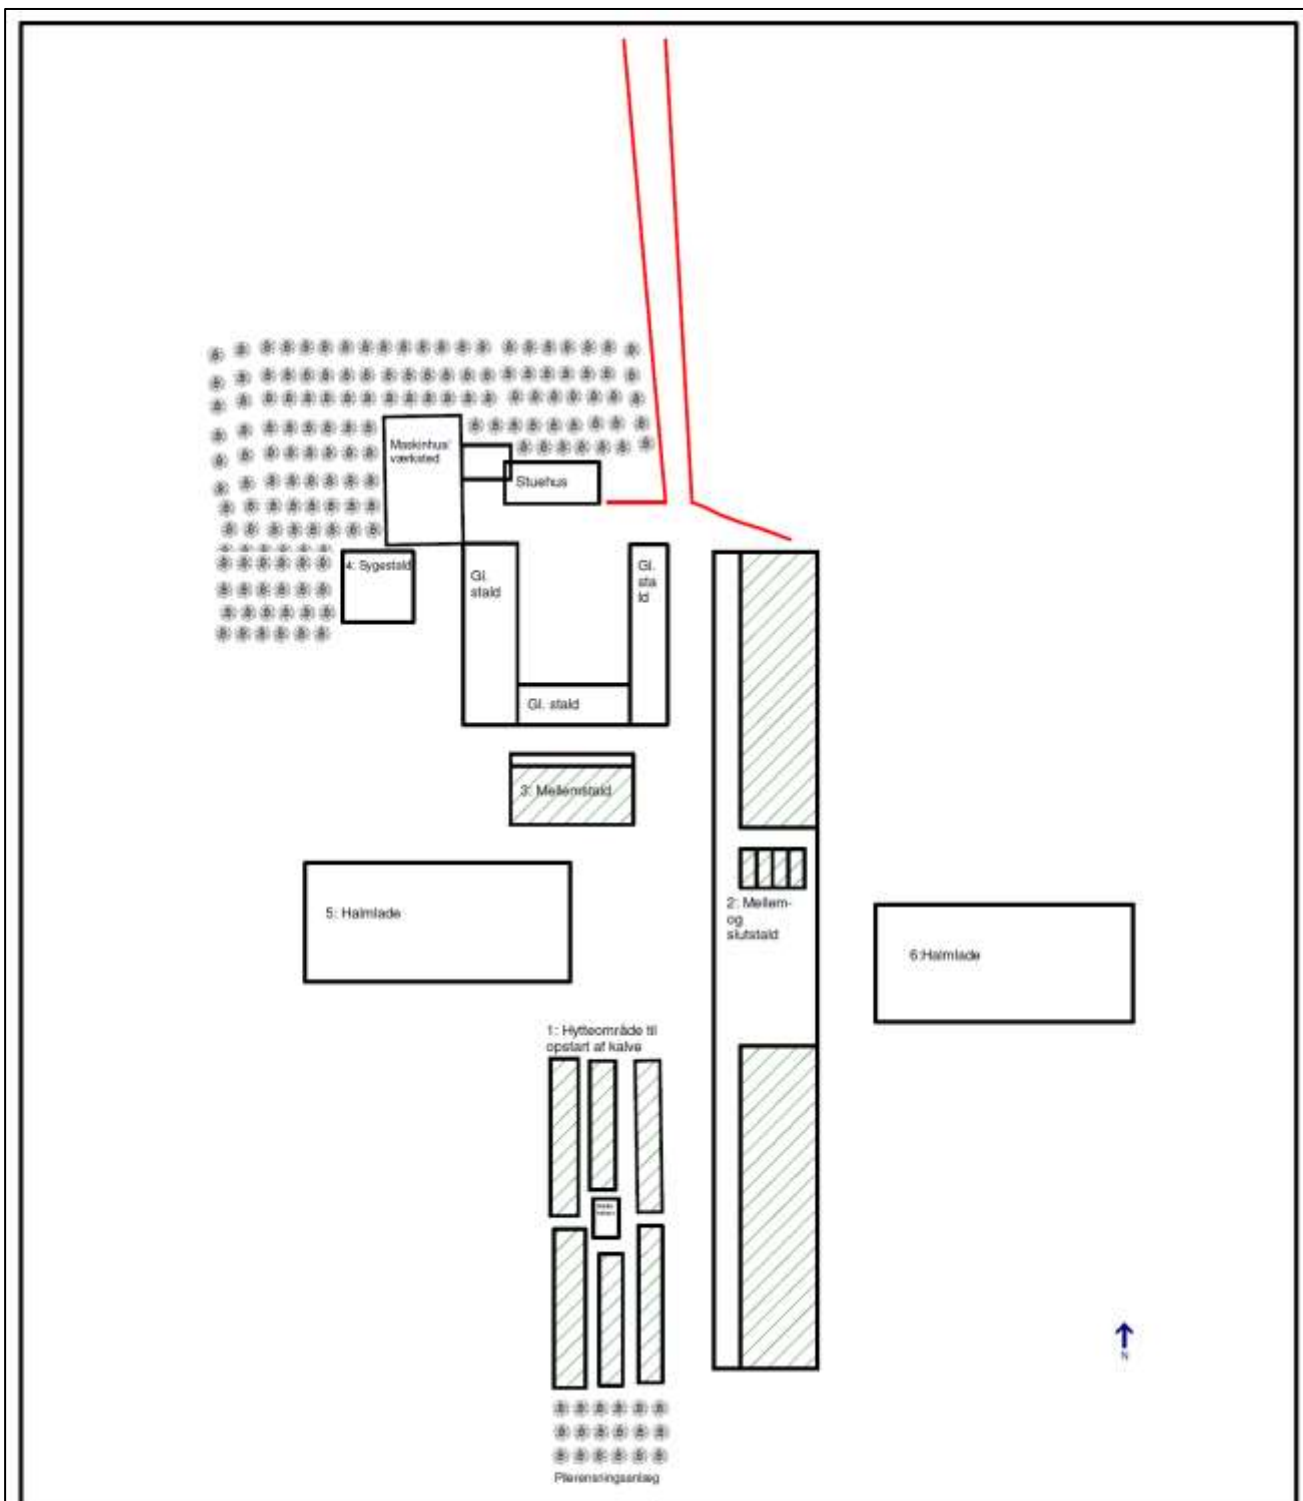 Maskinhus/
værksted
Stuehus
4: Sygestald
Gl.
stald
Gl.
sta
ld
Gl. stald
3: Mellemstald
5: Halmlade
2: Mellem-
og
slutstald
6:Halmlade
1: Hytteområde til
opstart af kalve
N
Pilerensningsanlæg